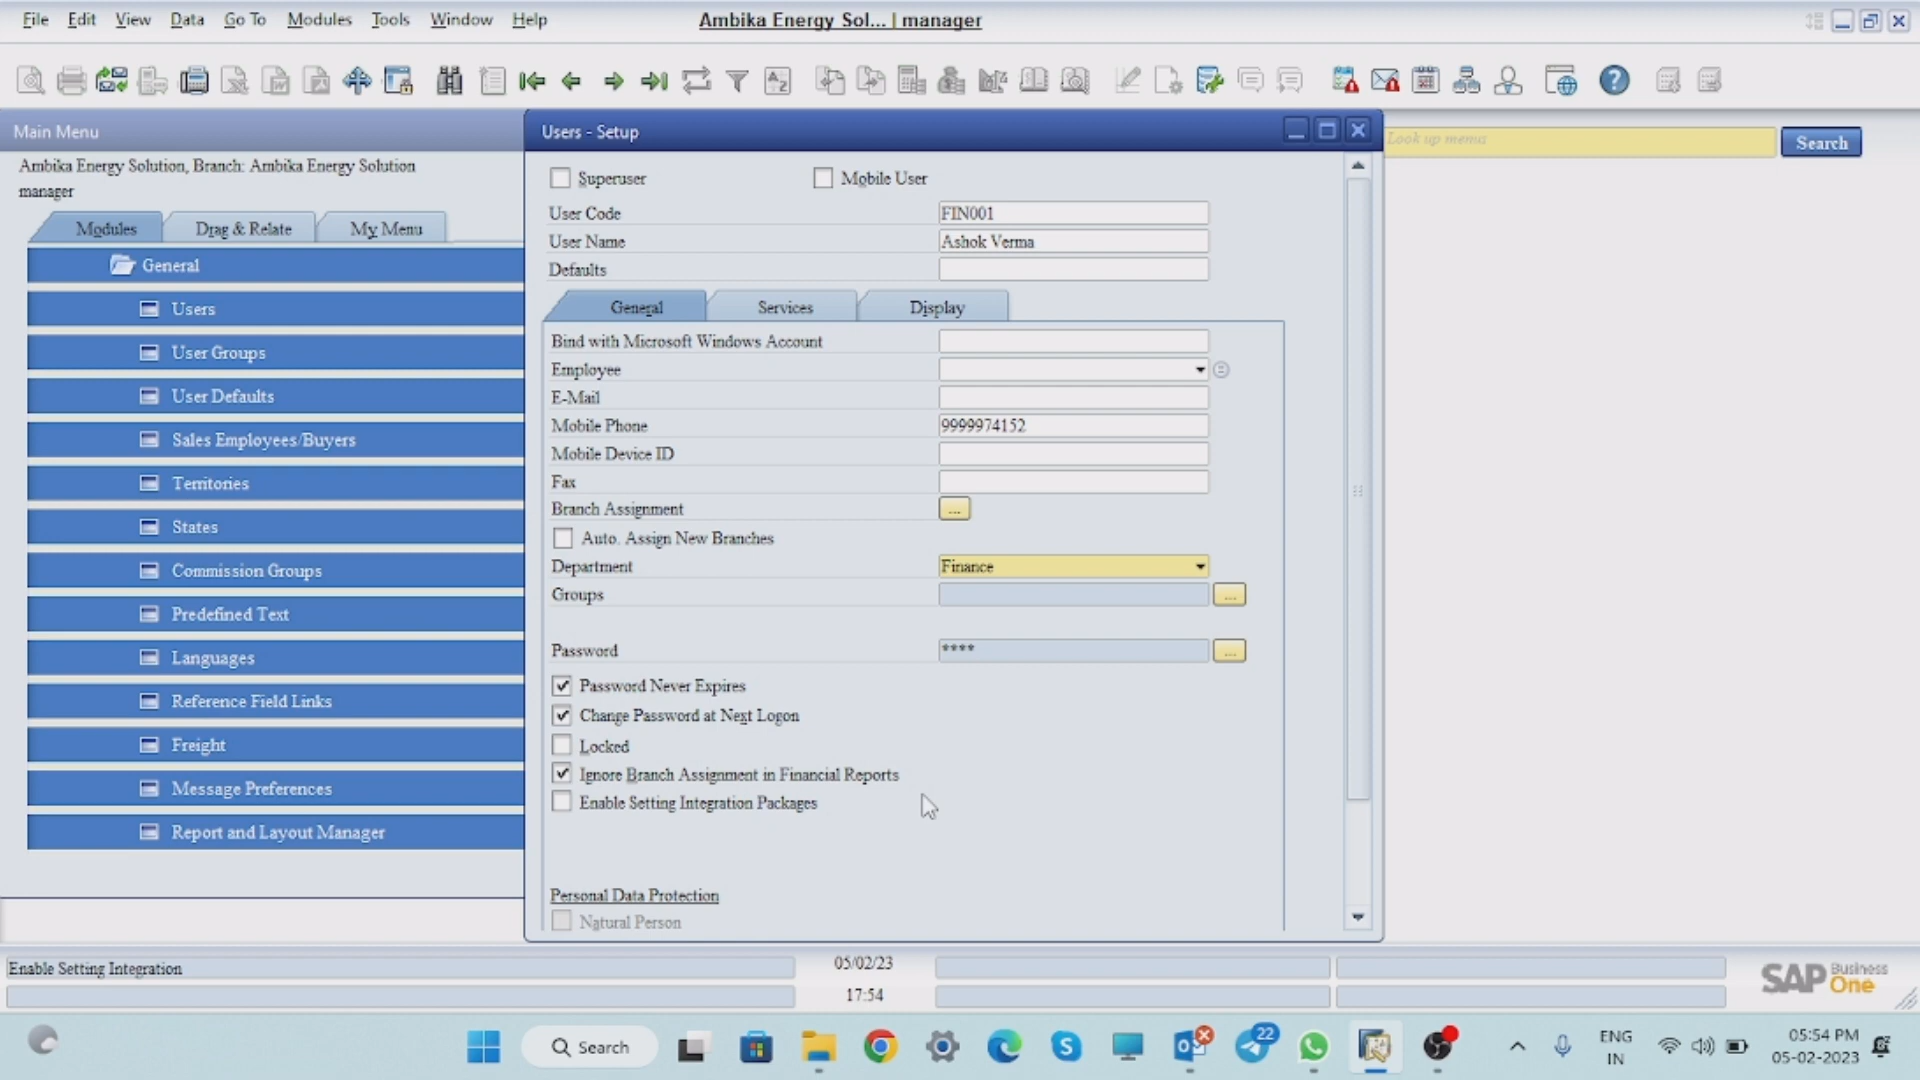 File Edit View Data Go To Modules Tools Window Help
Ambika Energy Sol... | manager
Main Menu
Ambika Energy Solution, Branch: Ambika Energy Solution
manager
Modules Drag & Relate My Menu
General
Users
User Groups
User Defaults
Sales Employees/Buyers
Territories
States
Commission Groups
Predefined Text
Languages
Reference Field Links
Freight
Message Preferences
Report and Layout Manager
Users - Setup
Superuser Mobile User
User Code FIN001
User Name Ashok Verma
Defaults
General Services Display
Bind with Microsoft Windows Account
Employee
E-Mail
Mobile Phone 9999974152
Mobile Device ID
Fax
Branch Assignment ...
Auto. Assign New Branches
Department Finance
Groups ...
Password **** ...
Password Never Expires
Change Password at Next Logon
Locked
Ignore Branch Assignment in Financial Reports
Enable Setting Integration Packages
Personal Data Protection
Natural Person
Look up menus Search
Enable Setting Integration 05/02/23
17:54
SAP Business One
Search 22 ENG IN 05:54 PM
05-02-2023